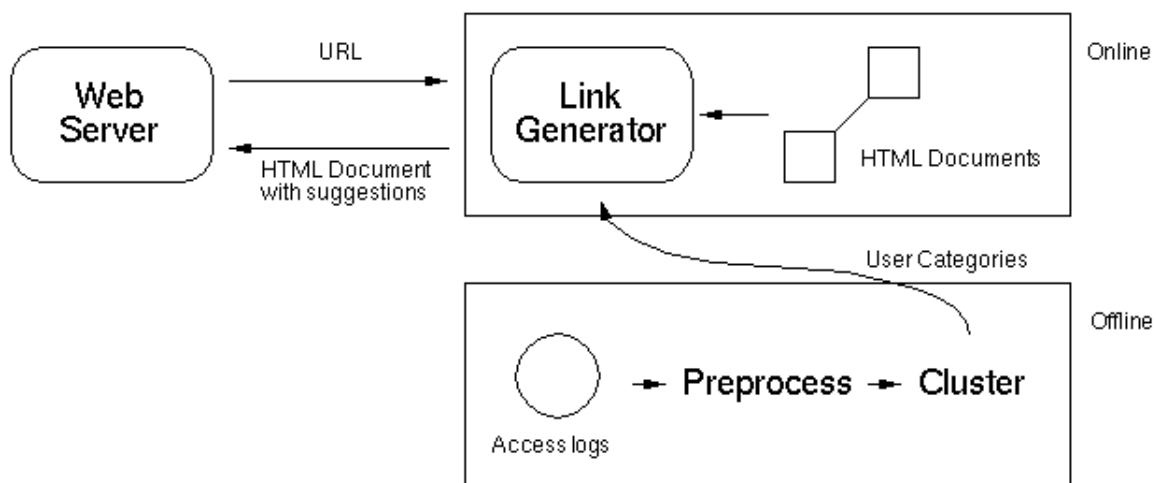 URL
Online
Web
Server
Link
Generator
HTML Documents
HTML Document
with suggestions
User Categories
Offline
Preprocess
Cluster
Access logs